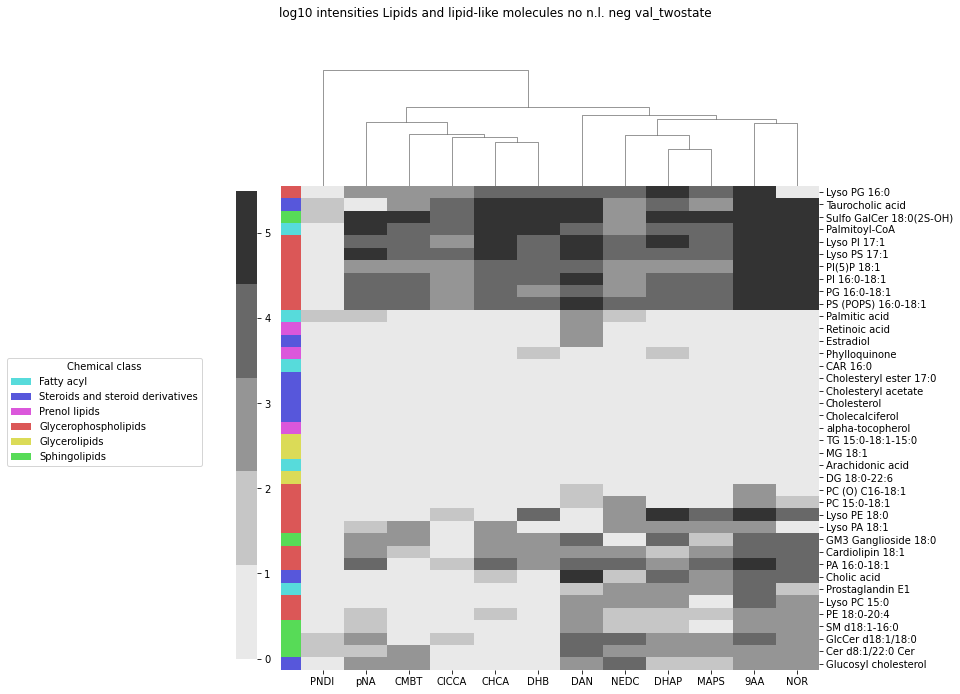 log10 intensities Lipids and lipid-like molecules no n.l. neg val_twostate
Lyso PG 16:0
Taurocholic acid
Sulfo GalCer 18:0(2S-OH)
Palmitoyl-CoA
Lyso PI 17:1
Lyso PS 17:1
PI(5)P 18:1
PI 16:0-18:1
PG 16:0-18:1
PS (POPS) 16:0-18:1
Palmitic acid
Retinoic acid
Estradiol
Phylloquinone
CAR 16:0
Cholesteryl ester 17:0
Cholesteryl acetate
Cholesterol
Cholecalciferol
alpha-tocopherol
TG 15:0-18:1-15:0
MG 18:1
Arachidonic acid
DG 18:0-22:6
PC (O) C16-18:1
PC 15:0-18:1
Lyso PE 18:0
Lyso PA 18:1
GM3 Ganglioside 18:0
Cardiolipin 18:1
PA 16:0-18:1
Cholic acid
Prostaglandin E1
Lyso PC 15:0
PE 18:0-20:4
SM d18:1-16:0
GlcCer d18:1/18:0
Cer d8:1/22:0 Cer
Glucosyl cholesterol
5
4
3
2
1
0
Chemical class
Fatty acyl
Steroids and steroid derivatives
Prenol lipids
Glycerophospholipids
Glycerolipids
Sphingolipids
PNDI pNA CMBT ClCCA CHCA DHB DAN NEDC DHAP MAPS 9AA NOR